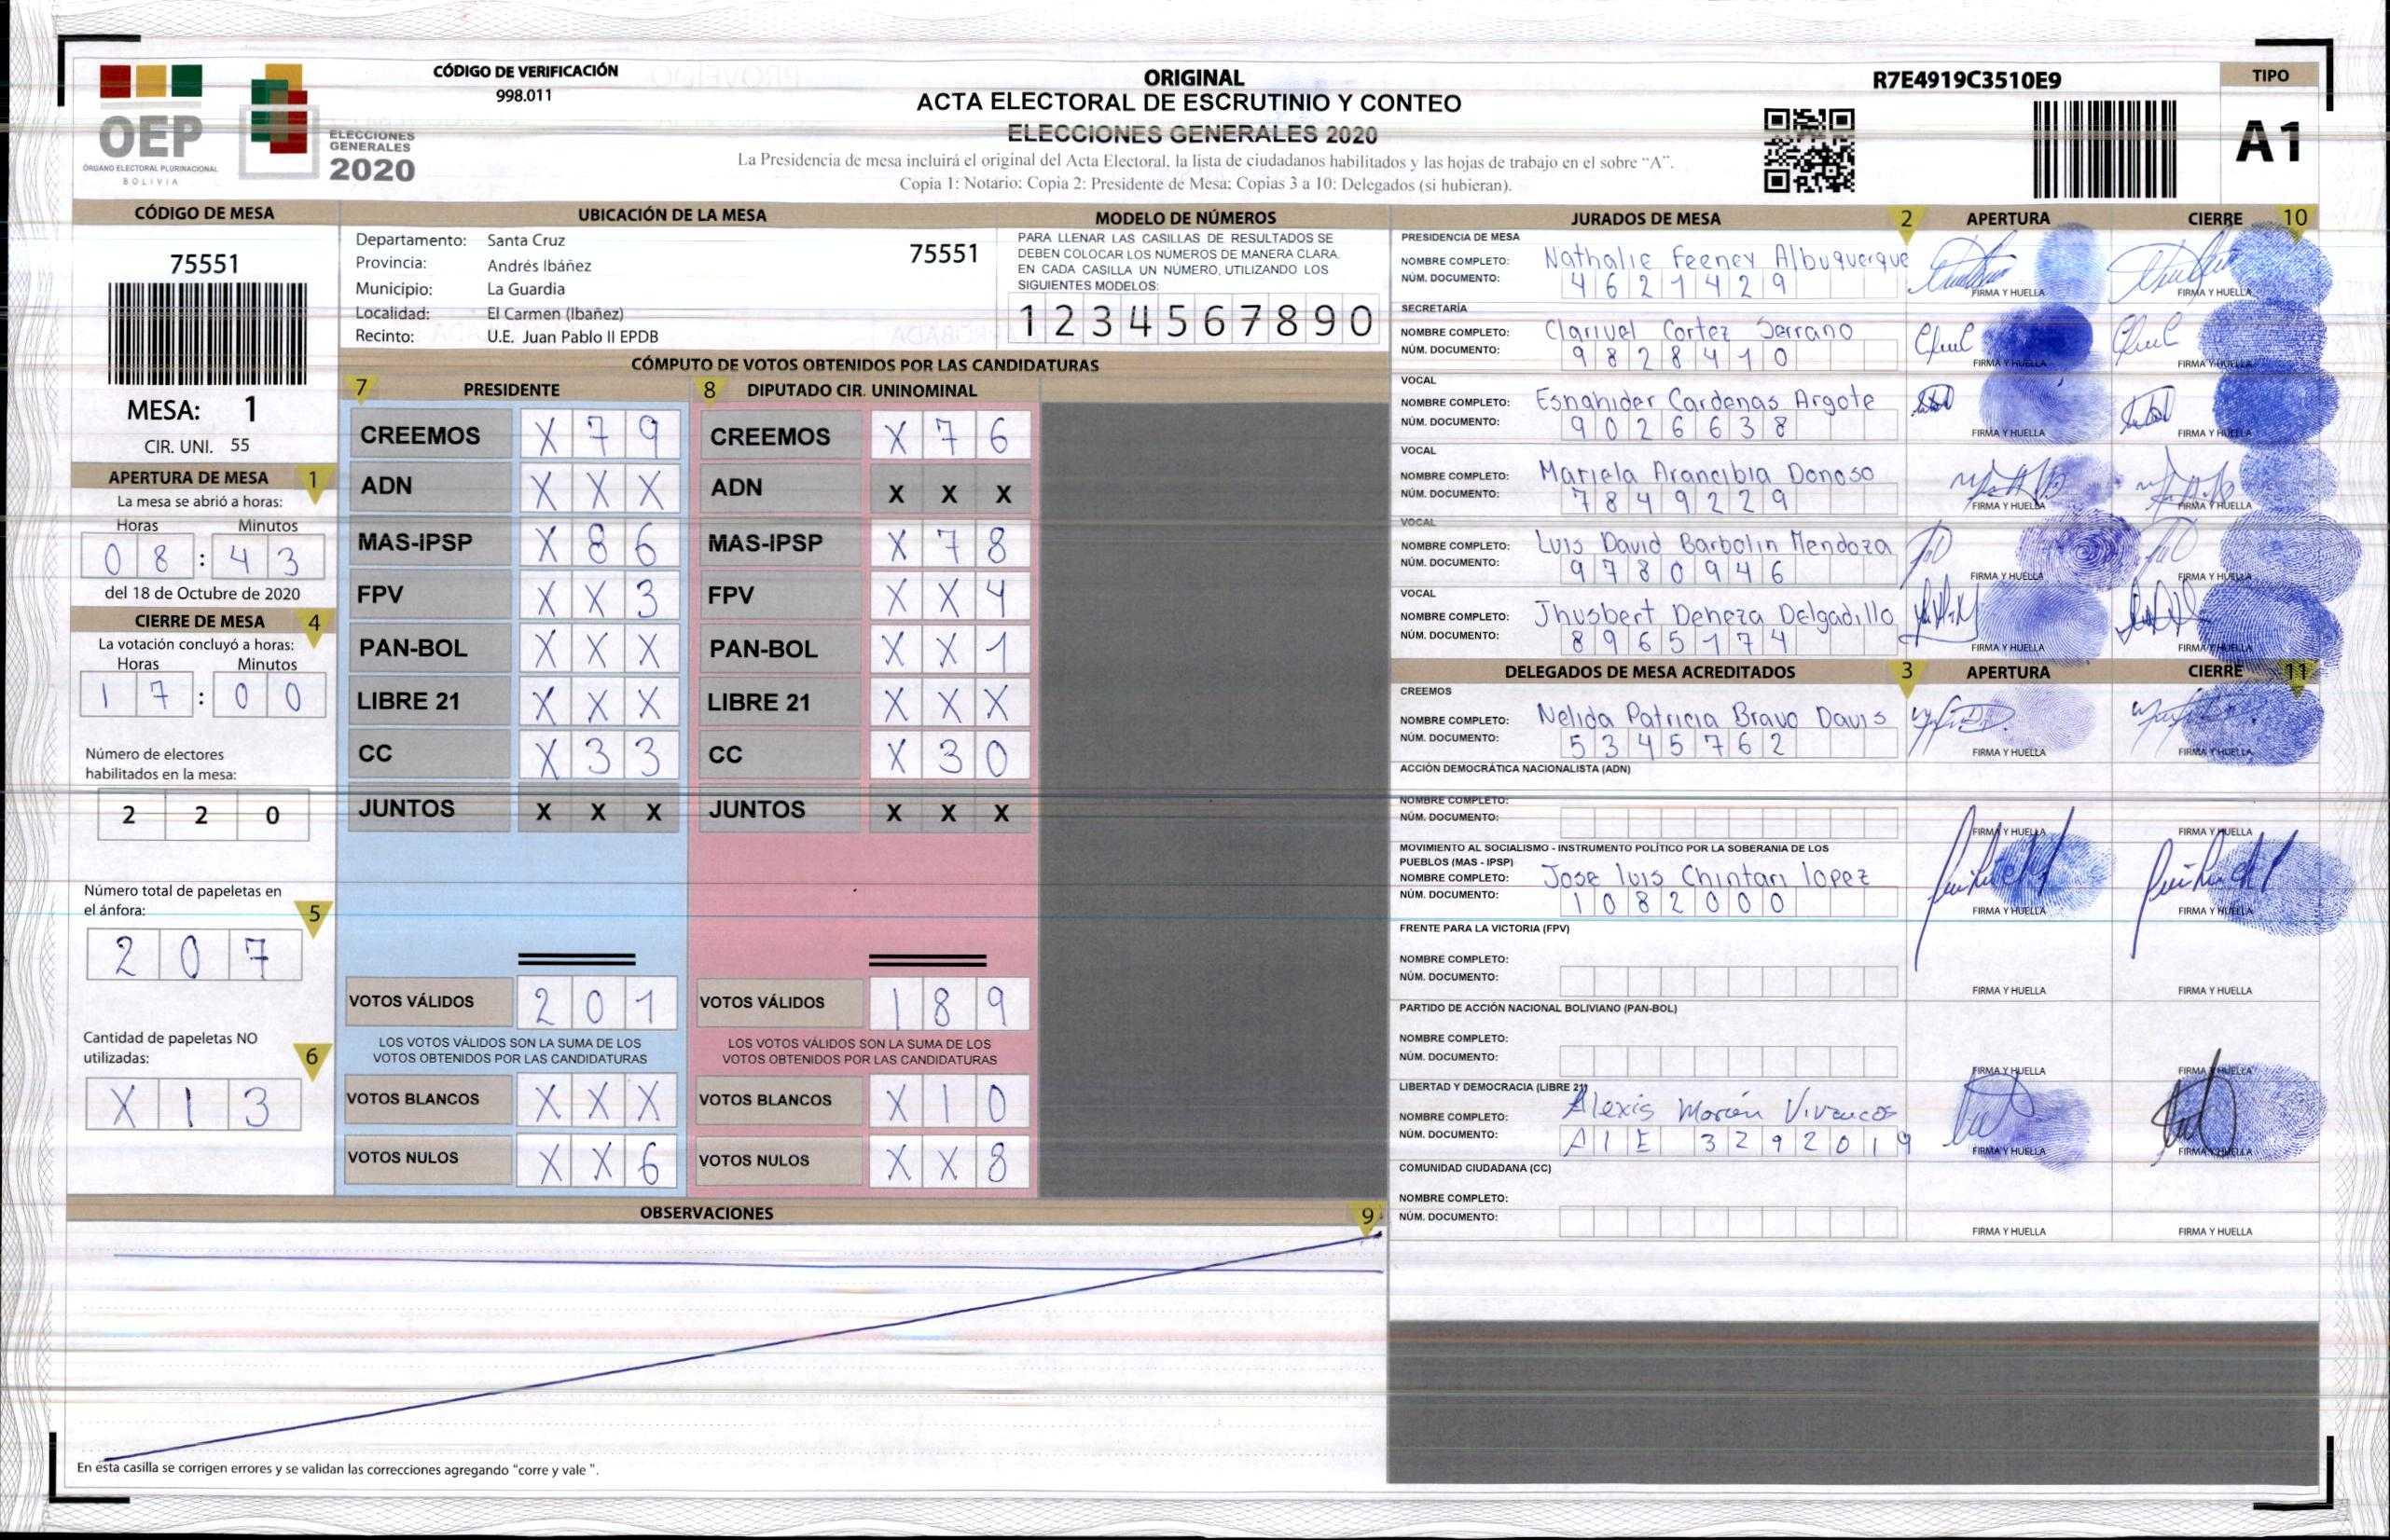 CÓDIGO DE VERIFICACIÓN
998.011
OEP
ÓRGANO ELECTORAL PLURINACIONAL
BOLIVIA
ELECCIONES
GENERALES
2020
ORIGINAL
ACTA ELECTORAL DE ESCRUTINIO Y CONTEO
ELECCIONES GENERALES 2020
La Presidencia de mesa incluirá el original del Acta Electoral, la lista de ciudadanos habilitados y las hojas de trabajo en el sobre “A”.
Copia 1: Notario; Copia 2: Presidente de Mesa; Copias 3 a 10: Delegados (si hubieran).
R7E4919C3510E9
TIPO
A1
CÓDIGO DE MESA
75551
MESA: 1
CIR. UNI. 55
APERTURA DE MESA 1
La mesa se abrió a horas:
Horas Minutos
0 8 : 4 3
del 18 de Octubre de 2020
CIERRE DE MESA 4
La votación concluyó a horas:
Horas Minutos
1 7 : 0 0
Número de electores
habilitados en la mesa:
2 2 0
Número total de papeletas en
el ánfora: 5
2 0 7
Cantidad de papeletas NO
utilizadas: 6
X 1 3
UBICACIÓN DE LA MESA
Departamento: Santa Cruz 75551
Provincia: Andrés Ibáñez
Municipio: La Guardia
Localidad: El Carmen (Ibañez)
Recinto: U.E. Juan Pablo II EPDB
MODELO DE NÚMEROS
PARA LLENAR LAS CASILLAS DE RESULTADOS SE
DEBEN COLOCAR LOS NÚMEROS DE MANERA CLARA.
EN CADA CASILLA UN NÚMERO, UTILIZANDO LOS
SIGUIENTES MODELOS:
1 2 3 4 5 6 7 8 9 0
CÓMPUTO DE VOTOS OBTENIDOS POR LAS CANDIDATURAS
7 PRESIDENTE
CREEMOS X 7 9
ADN X X X
MAS-IPSP X 8 6
FPV X X 3
PAN-BOL X X X
LIBRE 21 X X X
CC X 3 3
JUNTOS X X X
VOTOS VÁLIDOS 2 0 1
LOS VOTOS VÁLIDOS SON LA SUMA DE LOS
VOTOS OBTENIDOS POR LAS CANDIDATURAS
VOTOS BLANCOS X X X
VOTOS NULOS X X 6
8 DIPUTADO CIR. UNINOMINAL
CREEMOS X 7 6
ADN X X X
MAS-IPSP X 7 8
FPV X X 4
PAN-BOL X X 1
LIBRE 21 X X X
CC X 3 0
JUNTOS X X X
VOTOS VÁLIDOS 1 8 9
LOS VOTOS VÁLIDOS SON LA SUMA DE LOS
VOTOS OBTENIDOS POR LAS CANDIDATURAS
VOTOS BLANCOS X 1 0
VOTOS NULOS X X 8
OBSERVACIONES 9
En esta casilla se corrigen errores y se validan las correcciones agregando “corre y vale ”.
JURADOS DE MESA 2 APERTURA CIERRE 10
PRESIDENCIA DE MESA
NOMBRE COMPLETO: Nathalie Feeney Albuquerque
NÚM. DOCUMENTO: 4 6 2 1 4 2 9
FIRMA Y HUELLA FIRMA Y HUELLA
SECRETARÍA
NOMBRE COMPLETO: Clarivel Cortez Serrano
NÚM. DOCUMENTO: 9 8 2 8 4 1 0
FIRMA Y HUELLA FIRMA Y HUELLA
VOCAL
NOMBRE COMPLETO: Esnahider Cardenas Argote
NÚM. DOCUMENTO: 9 0 2 6 6 3 8
FIRMA Y HUELLA FIRMA Y HUELLA
VOCAL
NOMBRE COMPLETO: Mariela Arancibia Donoso
NÚM. DOCUMENTO: 7 8 4 9 2 2 9
FIRMA Y HUELLA FIRMA Y HUELLA
VOCAL
NOMBRE COMPLETO: Luis David Barbolin Mendoza
NÚM. DOCUMENTO: 9 7 8 0 9 4 6
FIRMA Y HUELLA FIRMA Y HUELLA
VOCAL
NOMBRE COMPLETO: Jhusbert Deneza Delgadillo
NÚM. DOCUMENTO: 8 9 6 5 1 7 4
FIRMA Y HUELLA FIRMA Y HUELLA
DELEGADOS DE MESA ACREDITADOS 3 APERTURA CIERRE 11
CREEMOS
NOMBRE COMPLETO: Nelida Patricia Bravo Davis
NÚM. DOCUMENTO: 5 3 4 5 7 6 2
FIRMA Y HUELLA FIRMA Y HUELLA
ACCIÓN DEMOCRÁTICA NACIONALISTA (ADN)
NOMBRE COMPLETO:
NÚM. DOCUMENTO:
FIRMA Y HUELLA FIRMA Y HUELLA
MOVIMIENTO AL SOCIALISMO - INSTRUMENTO POLÍTICO POR LA SOBERANIA DE LOS
PUEBLOS (MAS - IPSP)
NOMBRE COMPLETO: Jose luis Chintari lopez
NÚM. DOCUMENTO: 1 0 8 2 0 0 0
FIRMA Y HUELLA FIRMA Y HUELLA
FRENTE PARA LA VICTORIA (FPV)
NOMBRE COMPLETO:
NÚM. DOCUMENTO:
FIRMA Y HUELLA FIRMA Y HUELLA
PARTIDO DE ACCIÓN NACIONAL BOLIVIANO (PAN-BOL)
NOMBRE COMPLETO:
NÚM. DOCUMENTO:
FIRMA Y HUELLA FIRMA Y HUELLA
LIBERTAD Y DEMOCRACIA (LIBRE 21)
NOMBRE COMPLETO: Alexis Morón Vivancos
NÚM. DOCUMENTO: A I E 3 2 9 2 0 1 9
FIRMA Y HUELLA FIRMA Y HUELLA
COMUNIDAD CIUDADANA (CC)
NOMBRE COMPLETO:
NÚM. DOCUMENTO:
FIRMA Y HUELLA FIRMA Y HUELLA